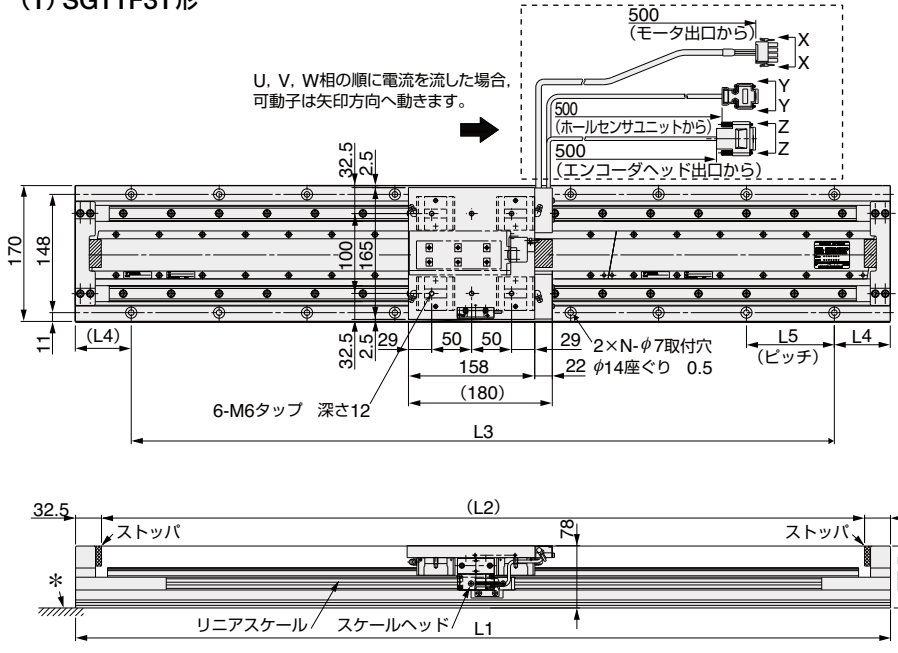 (1) SGT1F31形
500
(モータ出口から)
X
X
U, V, W相の順に電流を流した場合,
可動子は矢印方向へ動きます。
Y
Y
500
(ホールセンサユニットから)
Z
Z
500
(エンコーダヘッド出口から)
32.5
2.5
170
148
100
165
11
(L4)
32.5
2.5
29
50
50
29
2×N-φ7取付穴
φ14座ぐり 0.5
L5
(ピッチ)
L4
158
22
(180)
6-M6タップ 深さ12
L3
32.5
(L2)
78
ストッパ
ストッパ
*
リニアスケール
スケールヘッド
L1